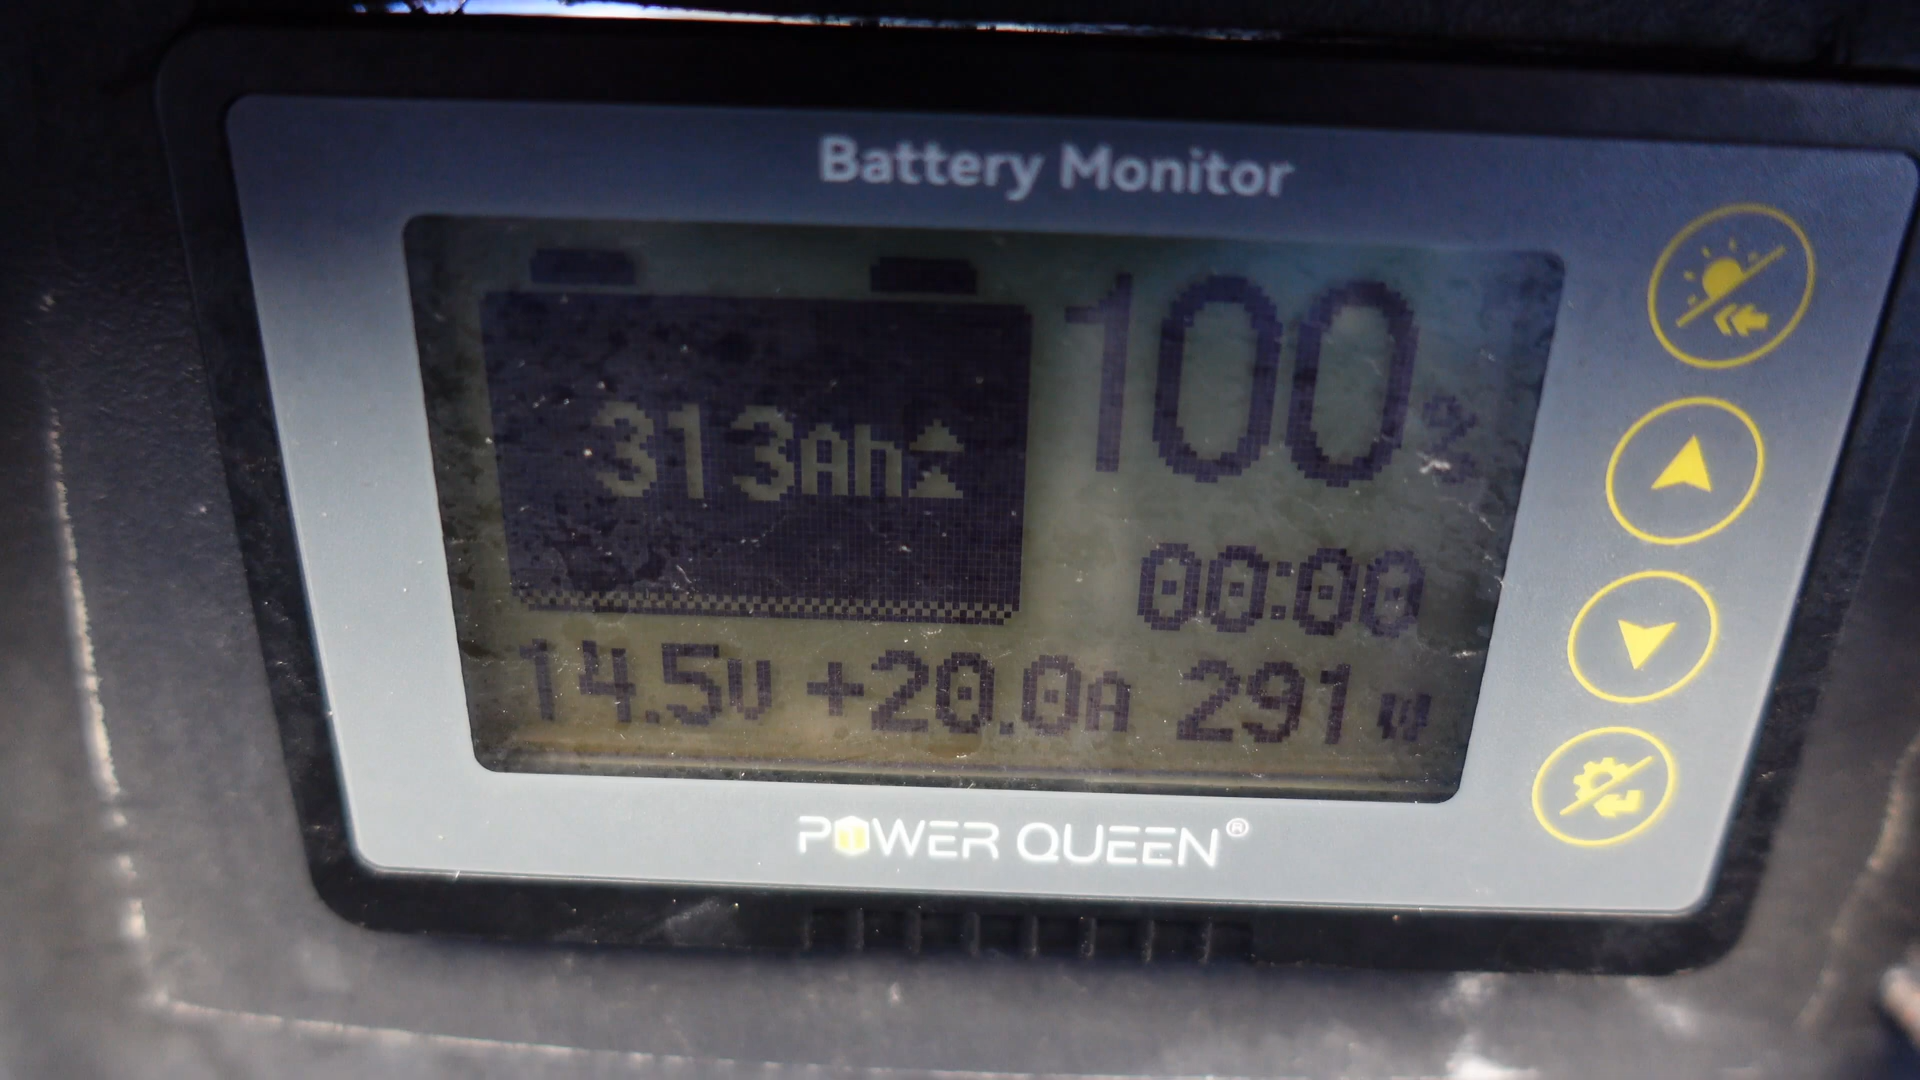 Battery Monitor
100%
313Ah
00:00
14.5V +20.0A 291W
POWER QUEEN®